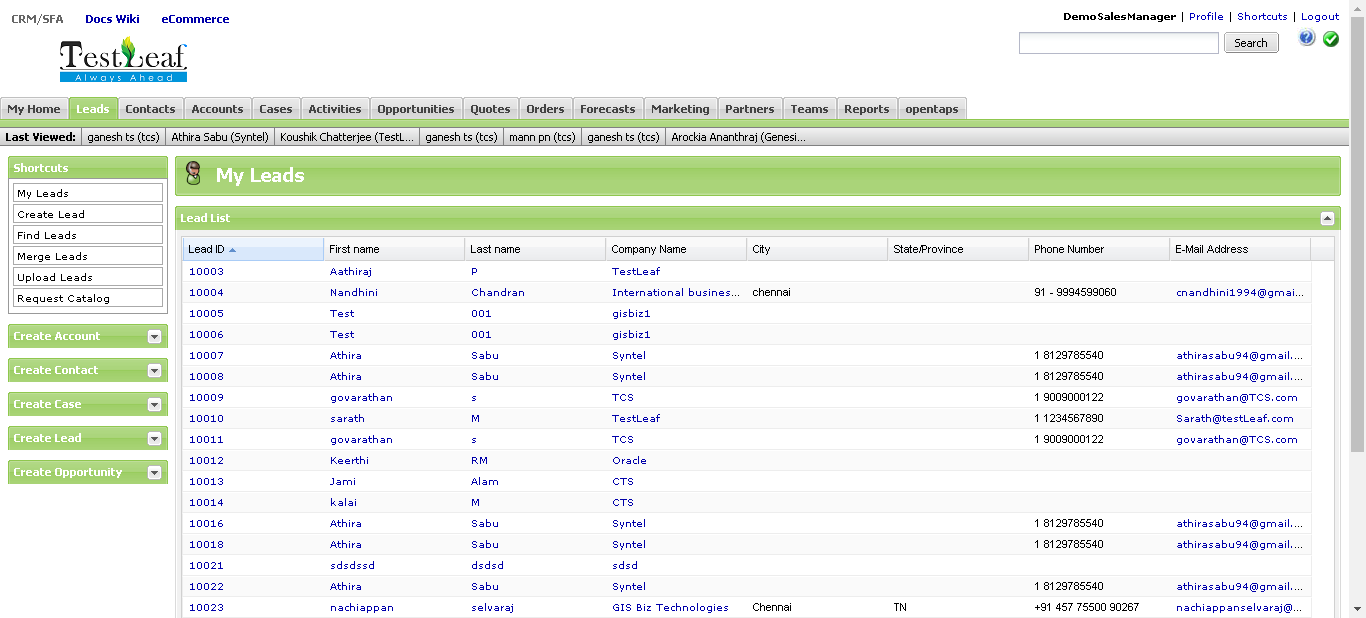 CRM/SFA Docs Wiki eCommerce
DemoSalesManager | Profile | Shortcuts | Logout
TestLeaf
Always Ahead
Search
My Home Leads Contacts Accounts Cases Activities Opportunities Quotes Orders Forecasts Marketing Partners Teams Reports opentaps
Last Viewed: ganesh ts (tcs) Athira Sabu (Syntel) Koushik Chatterjee (TestL... ganesh ts (tcs) mann pn (tcs) ganesh ts (tcs) Arockia Ananthraj (Genesi...
Shortcuts
My Leads
Create Lead
Find Leads
Merge Leads
Upload Leads
Request Catalog
Create Account
Create Contact
Create Case
Create Lead
Create Opportunity
My Leads
Lead List
Lead ID First name Last name Company Name City State/Province Phone Number E-Mail Address
10003 Aathiraj P TestLeaf
10004 Nandhini Chandran International busines... chennai 91 - 9994599060 cnandhini1994@gmai...
10005 Test 001 gisbiz1
10006 Test 001 gisbiz1
10007 Athira Sabu Syntel 1 8129785540 athirasabu94@gmail....
10008 Athira Sabu Syntel 1 8129785540 athirasabu94@gmail....
10009 govarathan s TCS 1 9009000122 govarathan@TCS.com
10010 sarath M TestLeaf 1 1234567890 Sarath@testLeaf.com
10011 govarathan s TCS 1 9009000122 govarathan@TCS.com
10012 Keerthi RM Oracle
10013 Jami Alam CTS
10014 kalai M CTS
10016 Athira Sabu Syntel 1 8129785540 athirasabu94@gmail....
10018 Athira Sabu Syntel 1 8129785540 athirasabu94@gmail....
10021 sdsdssd dsdsd sdsd
10022 Athira Sabu Syntel 1 8129785540 athirasabu94@gmail....
10023 nachiappan selvaraj GIS Biz Technologies Chennai TN +91 457 75500 90267 nachiappanselvaraj@...